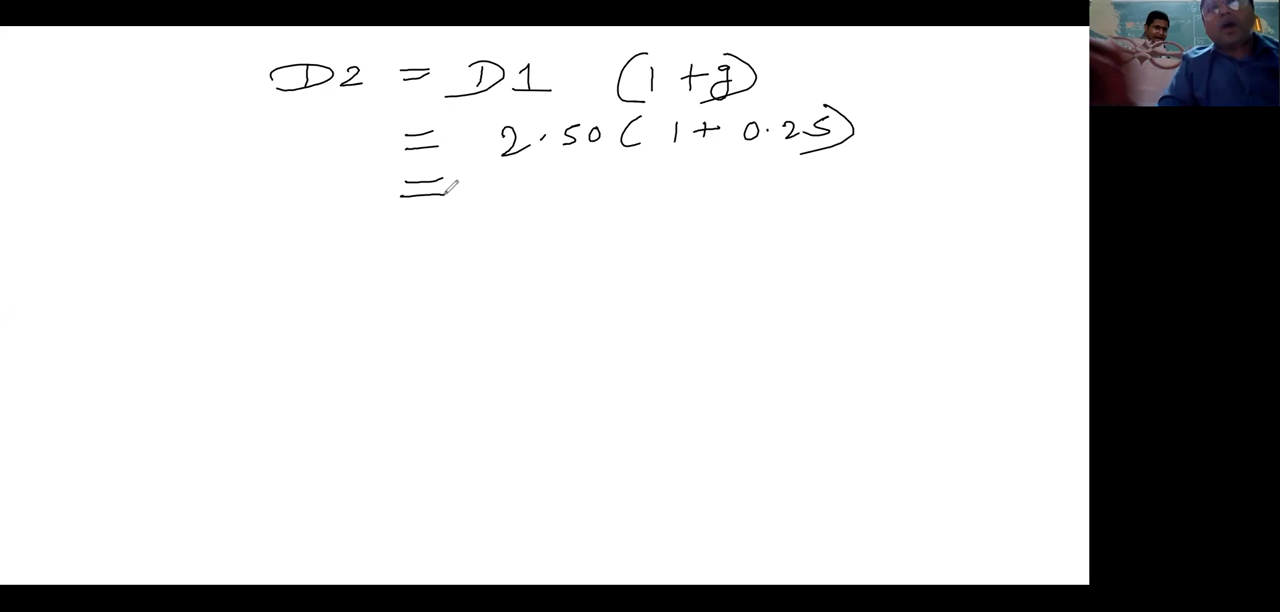 D2 = D1 (1+g)
= 2.50 (1+ 0.25)
=